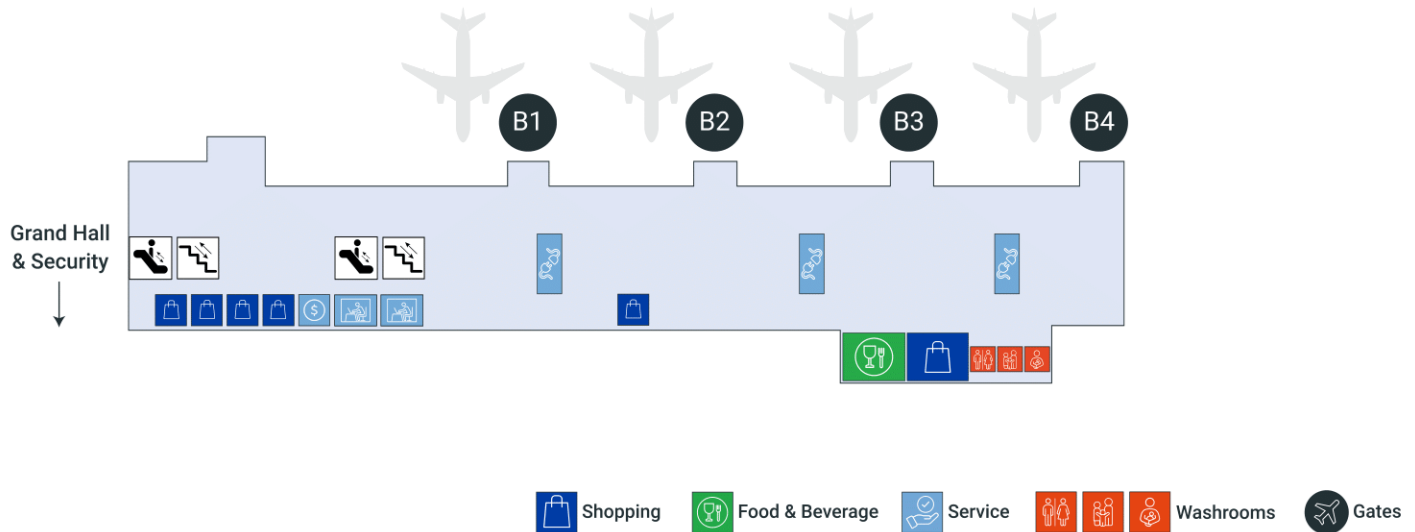 B1
B2
B3
B4
Grand Hall
& Security
$
Shopping
Food & Beverage
Service
Washrooms
Gates